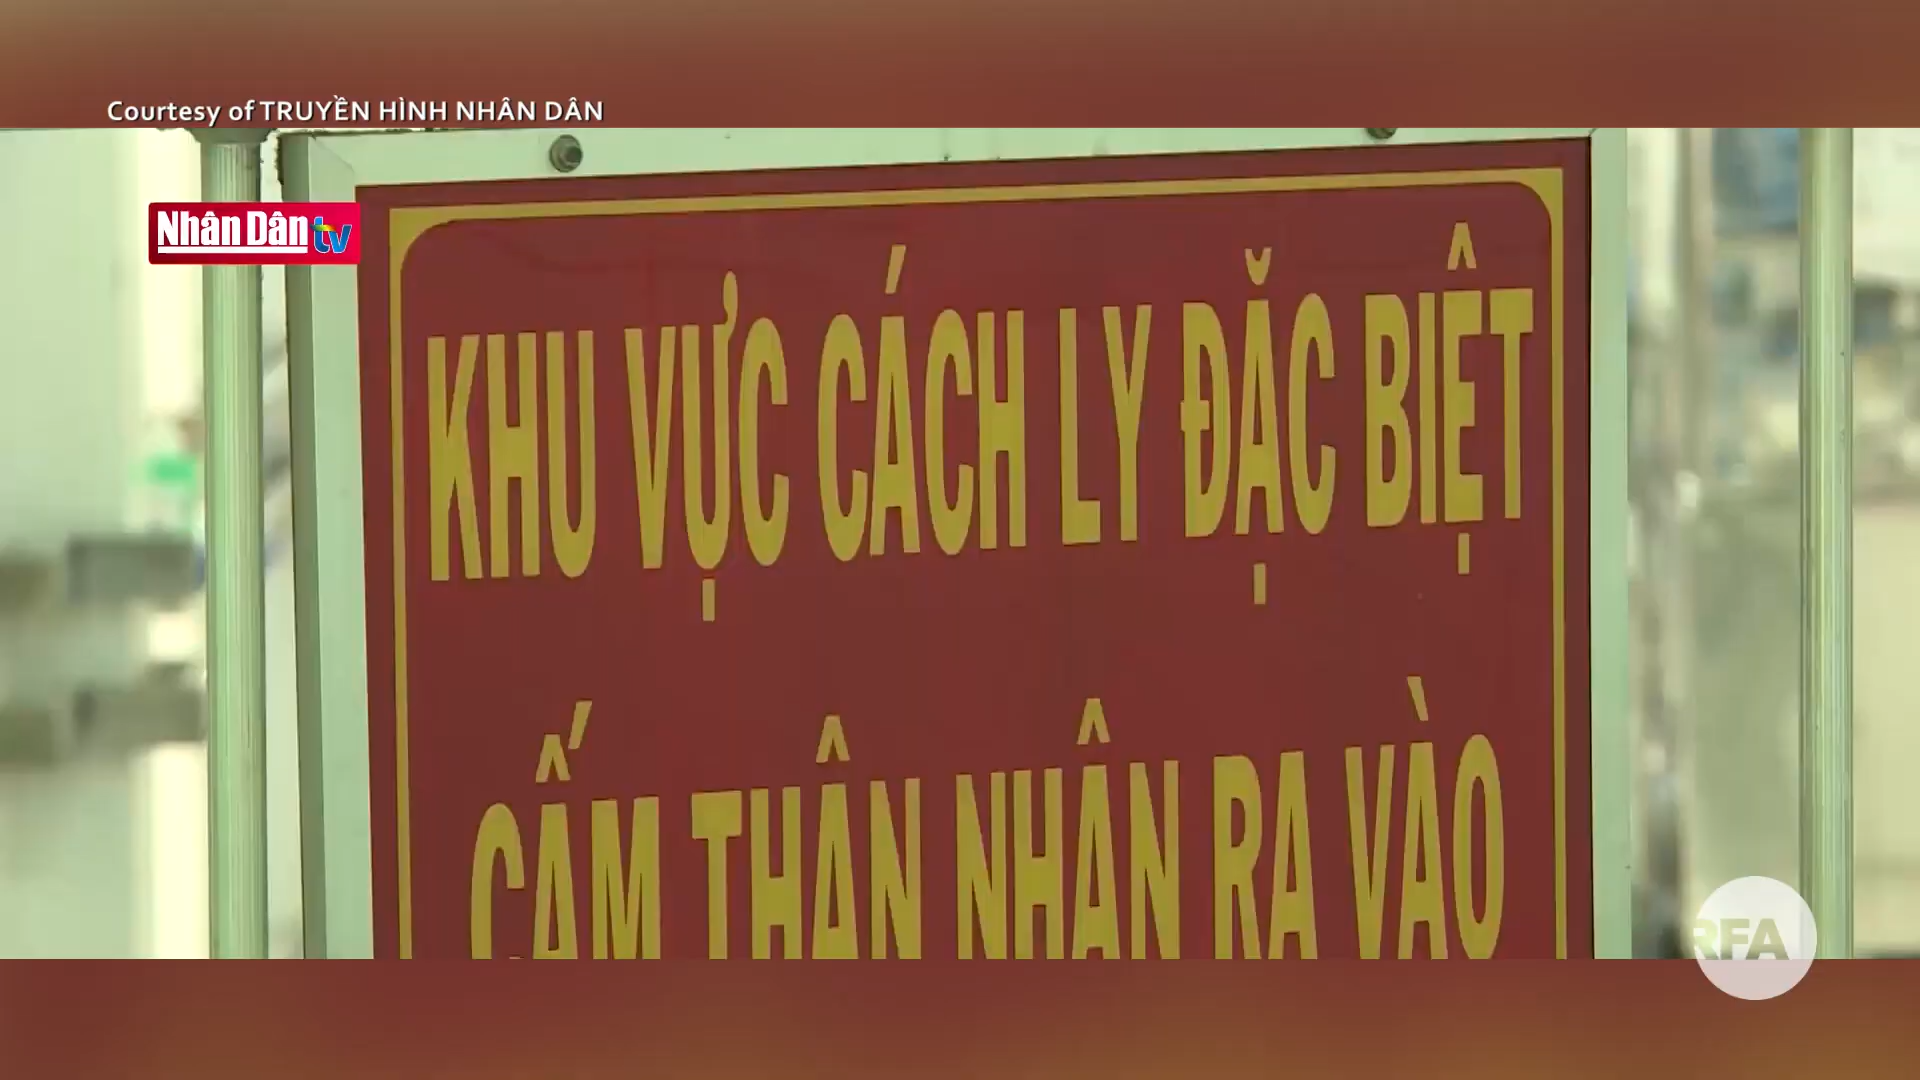 Courtesy of TRUYỀN HÌNH NHÂN DÂN
Nhân Dân tv
KHU VỰC CÁCH LY ĐẶC BIỆT
CẤM THÂN NHÂN RA VÀO
RFA